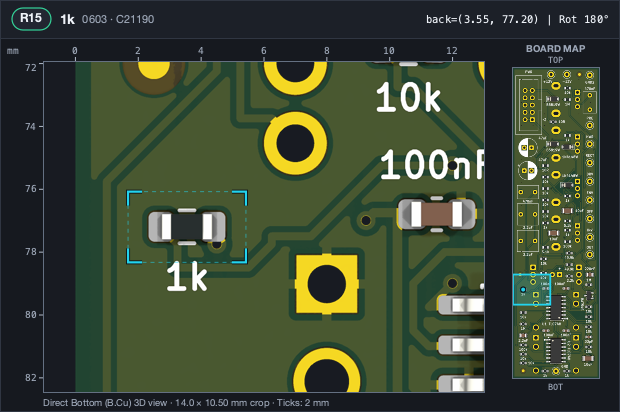 R15 1k 0603 · C21190 back=(3.55, 77.20) | Rot 180°
mm 0 2 4 6 8 10 12
BOARD MAP
TOP
72
74
76
78
80
82
10k
100nF
1k
BOT
Direct Bottom (B.Cu) 3D view · 14.0 × 10.50 mm crop · Ticks: 2 mm